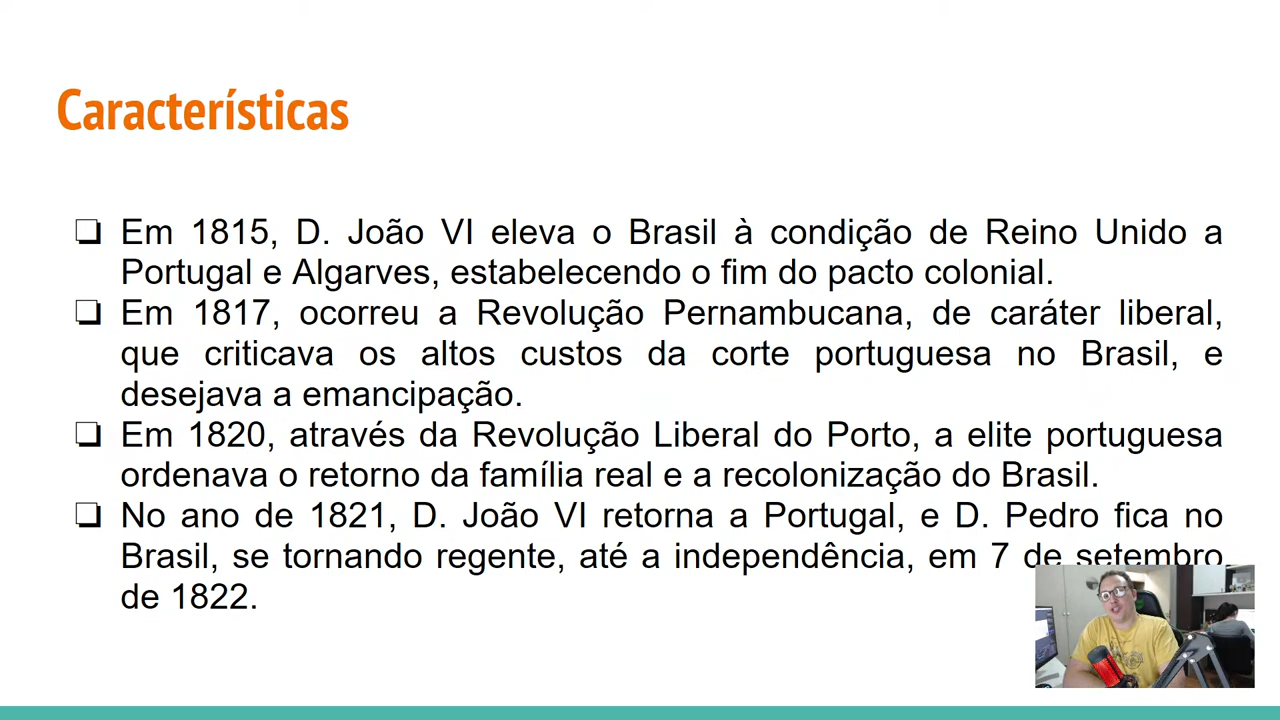 Características
❏ Em 1815, D. João VI eleva o Brasil à condição de Reino Unido a
Portugal e Algarves, estabelecendo o fim do pacto colonial.
❏ Em 1817, ocorreu a Revolução Pernambucana, de caráter liberal,
que criticava os altos custos da corte portuguesa no Brasil, e
desejava a emancipação.
❏ Em 1820, através da Revolução Liberal do Porto, a elite portuguesa
ordenava o retorno da família real e a recolonização do Brasil.
❏ No ano de 1821, D. João VI retorna a Portugal, e D. Pedro fica no
Brasil, se tornando regente, até a independência, em 7 de setembro
de 1822.